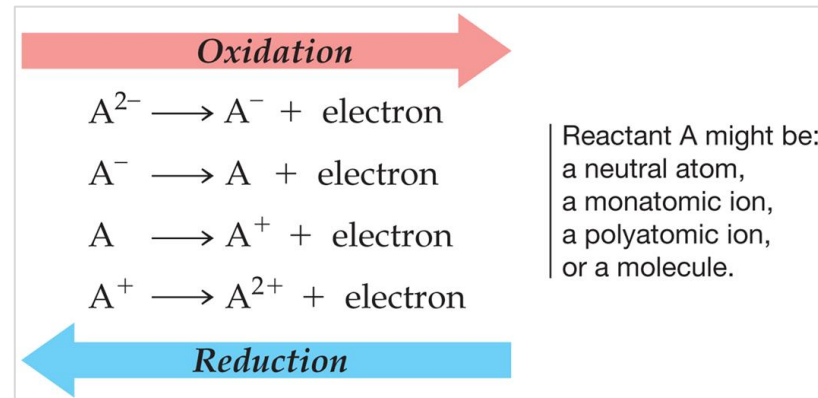 Oxidation
A²⁻ ⟶ A⁻ + electron
A⁻ ⟶ A + electron
A ⟶ A⁺ + electron
A⁺ ⟶ A²⁺ + electron
Reduction
Reactant A might be:
a neutral atom,
a monatomic ion,
a polyatomic ion,
or a molecule.